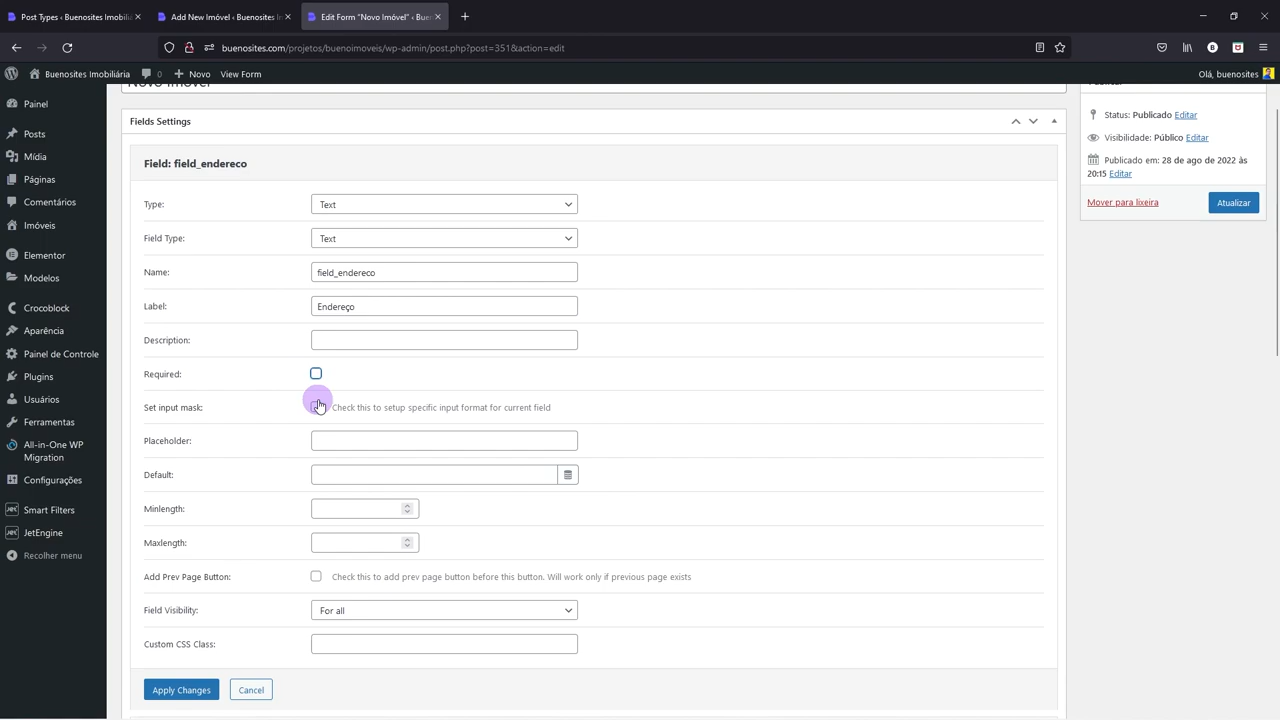 Post Types ‹ Buenosites Imobiliá
Add New Imóvel ‹ Buenosites Im
Edit Form "Novo Imóvel" ‹ Bue
buenosites.com/projetos/buenoimoveis/wp-admin/post.php?post=351&action=edit
Buenosites Imobiliária
0
Novo
View Form
Olá, buenosites
Painel
Posts
Mídia
Páginas
Comentários
Imóveis
Elementor
Modelos
Crocoblock
Aparência
Painel de Controle
Plugins
Usuários
Ferramentas
All-in-One WP
Migration
Configurações
Smart Filters
JetEngine
Recolher menu
Novo Imóvel
Fields Settings
Field: field_endereco
Type:
Text
Field Type:
Text
Name:
field_endereco
Label:
Endereço
Description:
Required:
Set input mask:
Check this to setup specific input format for current field
Placeholder:
Default:
Minlength:
Maxlength:
Add Prev Page Button:
Check this to add prev page button before this button. Will work only if previous page exists
Field Visibility:
For all
Custom CSS Class:
Apply Changes
Cancel
Status: Publicado Editar
Visibilidade: Público Editar
Publicado em: 28 de ago de 2022 às
20:15 Editar
Mover para lixeira
Atualizar